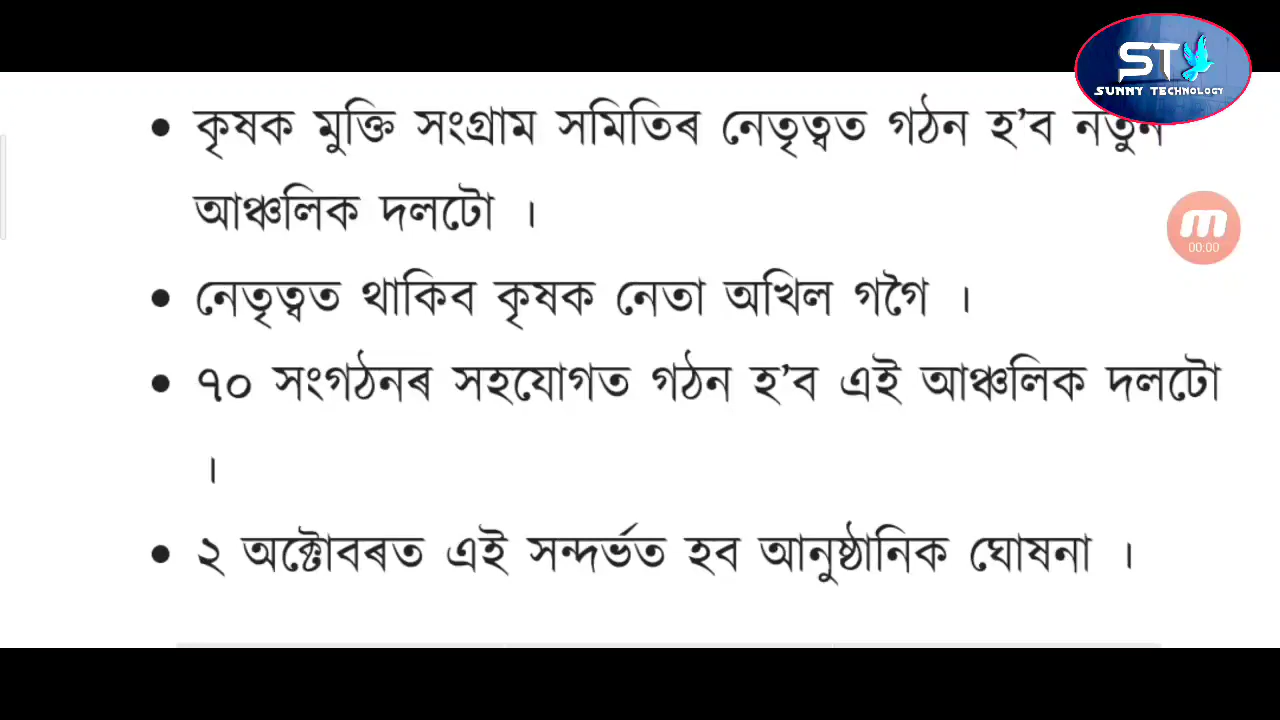 ST
SUNNY TECHNOLOGY
• কৃষক মুক্তি সংগ্ৰাম সমিতিৰ নেতৃত্বত গঠন হ'ব নতুন
আঞ্চলিক দলটো ।
00:00
• নেতৃত্বত থাকিব কৃষক নেতা অখিল গগৈ ।
• ৭০ সংগঠনৰ সহযোগত গঠন হ'ব এই আঞ্চলিক দলটো
।
• ২ অক্টোবৰত এই সন্দৰ্ভত হব আনুষ্ঠানিক ঘোষনা ।